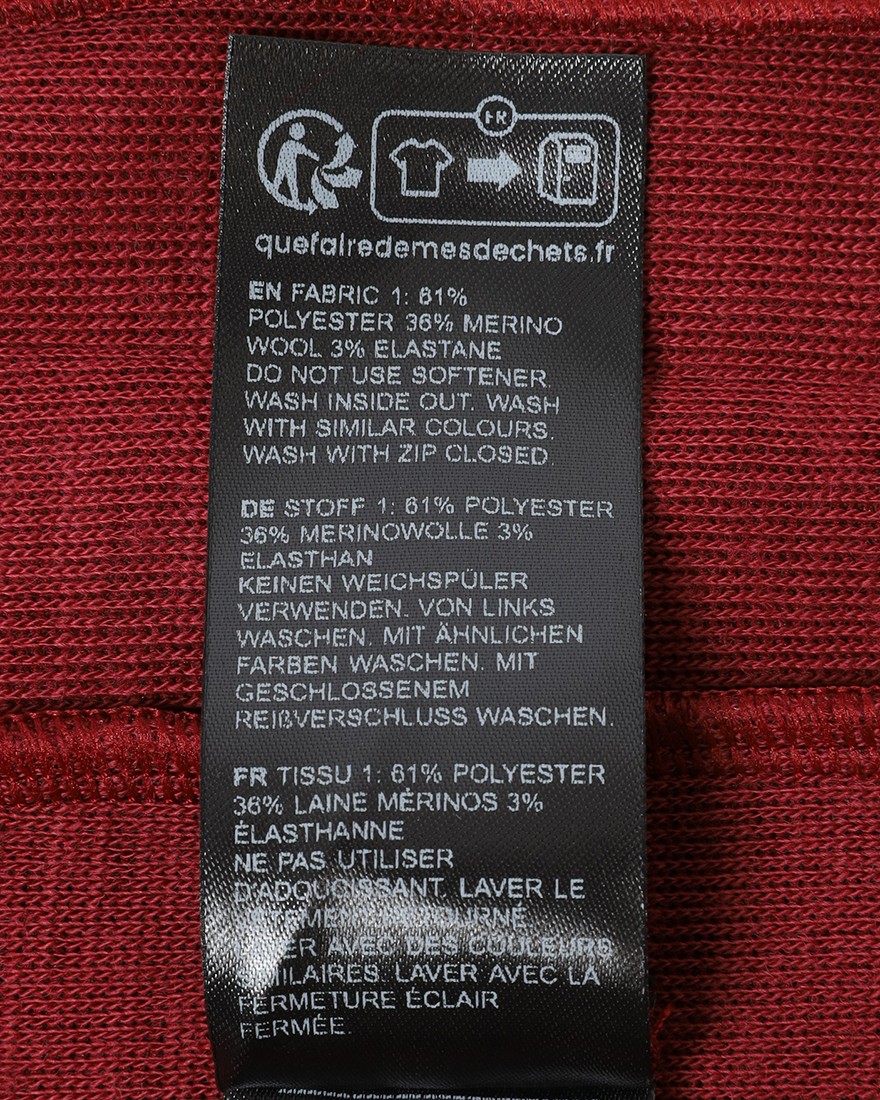 FR
quefairedemesdechets.fr
EN FABRIC 1: 61%
POLYESTER 36% MERINO
WOOL 3% ELASTANE
DO NOT USE SOFTENER.
WASH INSIDE OUT. WASH
WITH SIMILAR COLOURS.
WASH WITH ZIP CLOSED.
DE STOFF 1: 61% POLYESTER
36% MERINOWOLLE 3%
ELASTHAN
KEINEN WEICHSPÜLER
VERWENDEN. VON LINKS
WASCHEN. MIT ÄHNLICHEN
FARBEN WASCHEN. MIT
GESCHLOSSENEM
REIßVERSCHLUSS WASCHEN.
FR TISSU 1: 61% POLYESTER
36% LAINE MÉRINOS 3%
ÉLASTHANNE
NE PAS UTILISER
D'ADOUCISSANT. LAVER LE
VÊTEMENT RETOURNÉ
LAVER AVEC DES COULEURS
SIMILAIRES. LAVER AVEC LA
FERMETURE ÉCLAIR
FERMÉE.